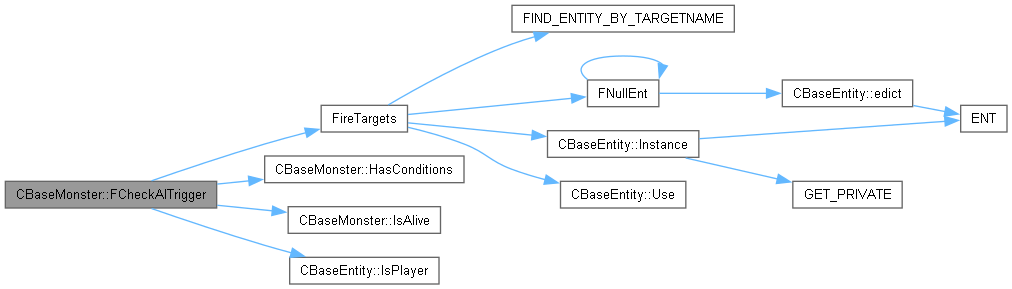 FIND_ENTITY_BY_TARGETNAME
FNullEnt
CBaseEntity::edict
ENT
FireTargets
CBaseEntity::Instance
CBaseMonster::HasConditions
CBaseMonster::FCheckAITrigger
CBaseEntity::Use
GET_PRIVATE
CBaseMonster::IsAlive
CBaseEntity::IsPlayer